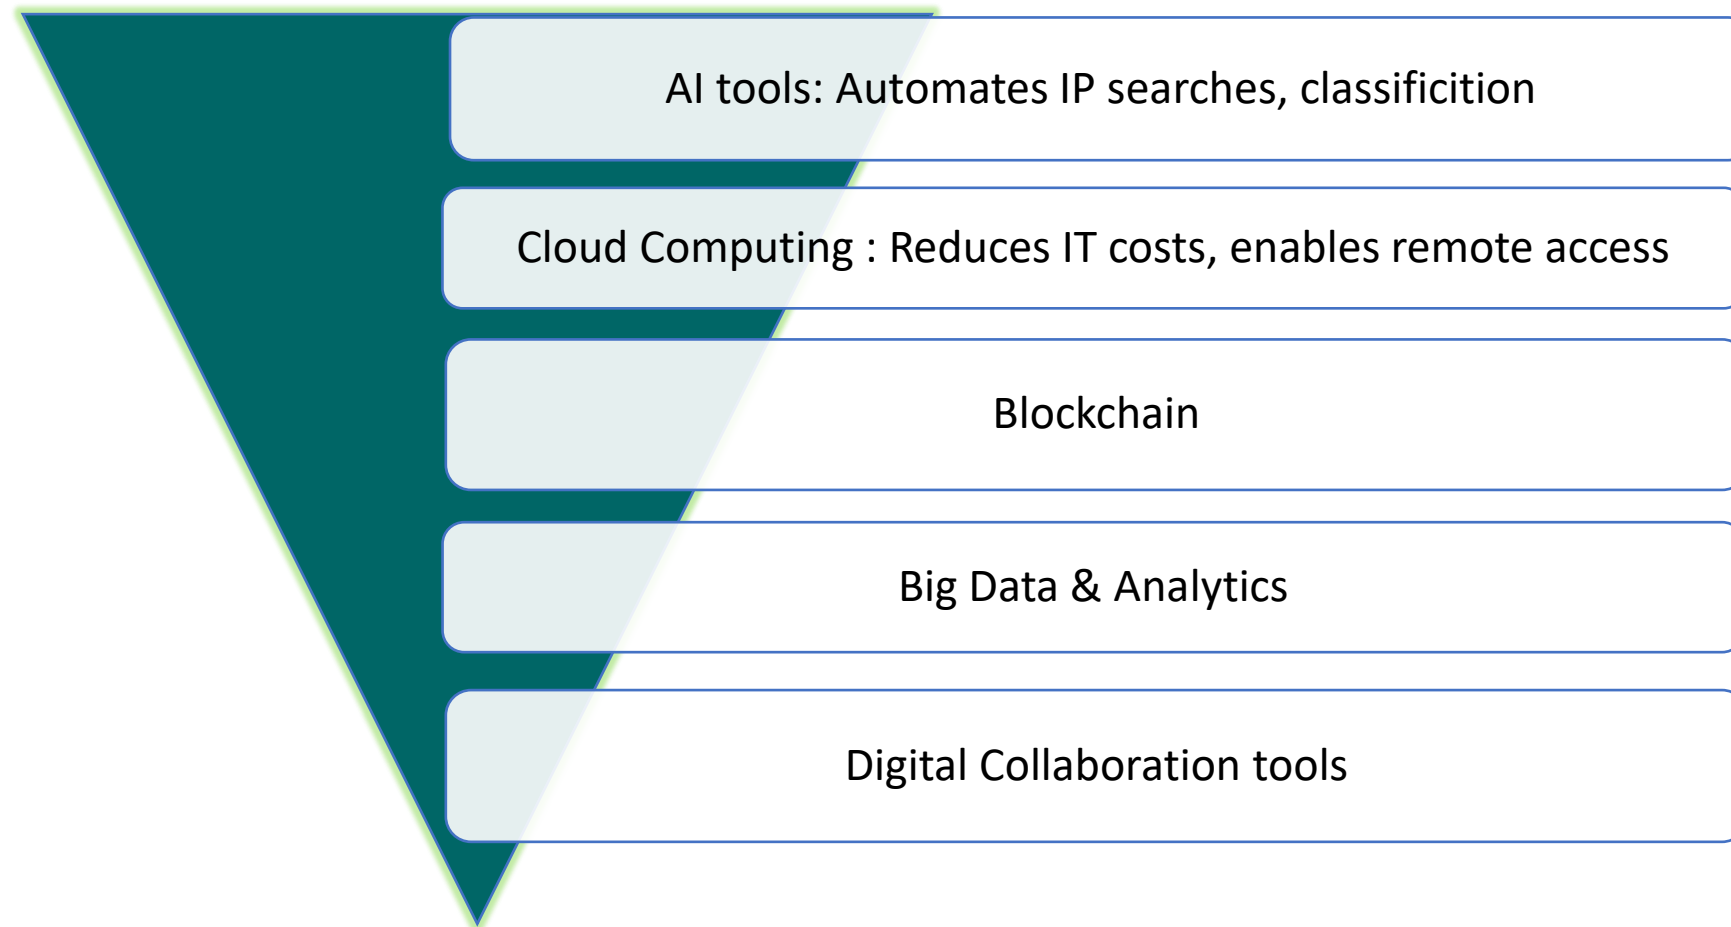 AI tools: Automates IP searches, classificition
Cloud Computing : Reduces IT costs, enables remote access
Blockchain
Big Data & Analytics
Digital Collaboration tools